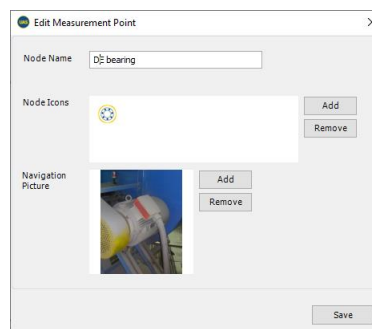 Edit Measurement Point
Node Name
DE bearing
Node Icons
Add
Remove
Navigation
Picture
Add
Remove
Save